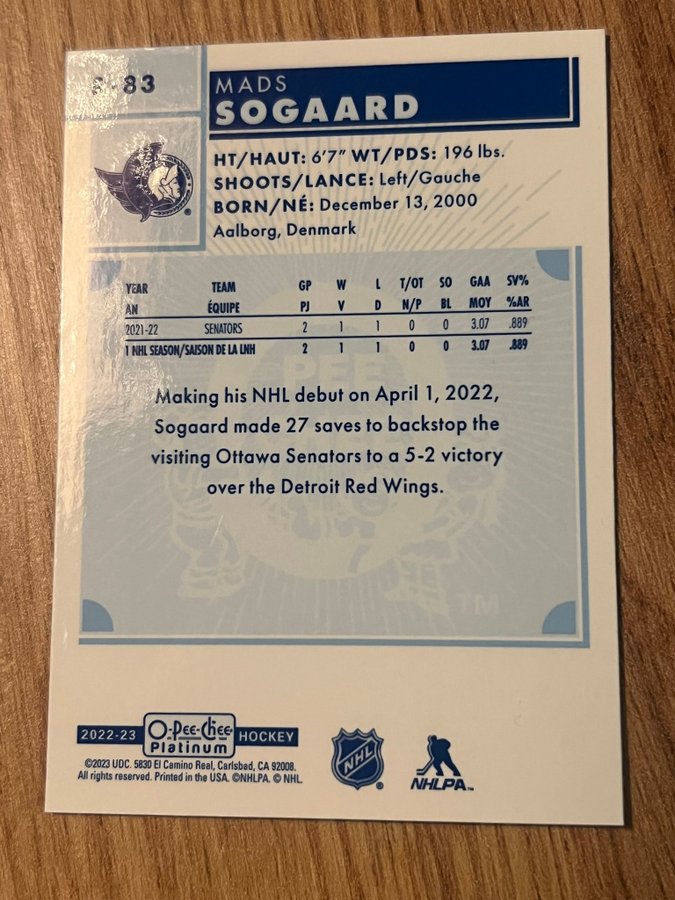 83
MADS
SOGAARD
HT/HAUT: 6'7" WT/PDS: 196 lbs.
SHOOTS/LANCE: Left/Gauche
BORN/NÉ: December 13, 2000
Aalborg, Denmark
YEAR TEAM GP W L T/OT SO GAA SV%
AN ÉQUIPE PJ V D N/P BL MOY %AR
2021-22 SENATORS 2 1 1 0 0 3.07 .889
1 NHL SEASON/SAISON DE LA LNH 2 1 1 0 0 3.07 .889
PEE
Making his NHL debut on April 1, 2022,
Sogaard made 27 saves to backstop the
visiting Ottawa Senators to a 5-2 victory
over the Detroit Red Wings.
TM
2022-23 O-Pee-Chee Platinum HOCKEY
©2023 UDC. 5830 El Camino Real, Carlsbad, CA 92008.
All rights reserved. Printed in the USA. ©NHLPA. © NHL.
NHL ®
NHLPA™